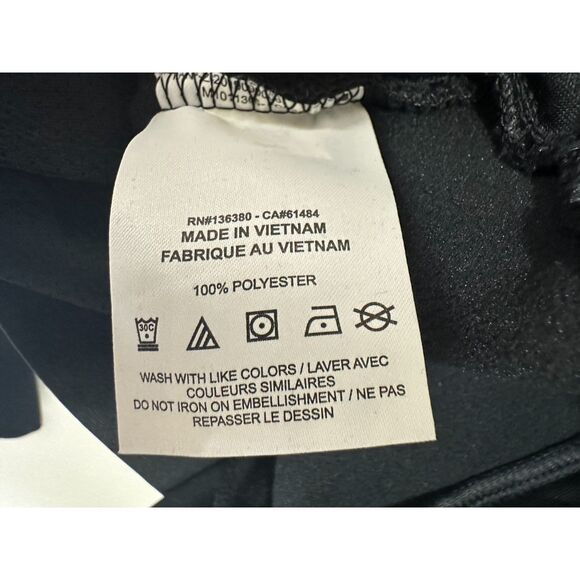 RN#136380 - CA#61484
MADE IN VIETNAM
FABRIQUE AU VIETNAM
100% POLYESTER
30C
WASH WITH LIKE COLORS / LAVER AVEC
COULEURS SIMILAIRES
DO NOT IRON ON EMBELLISHMENT / NE PAS
REPASSER LE DESSIN